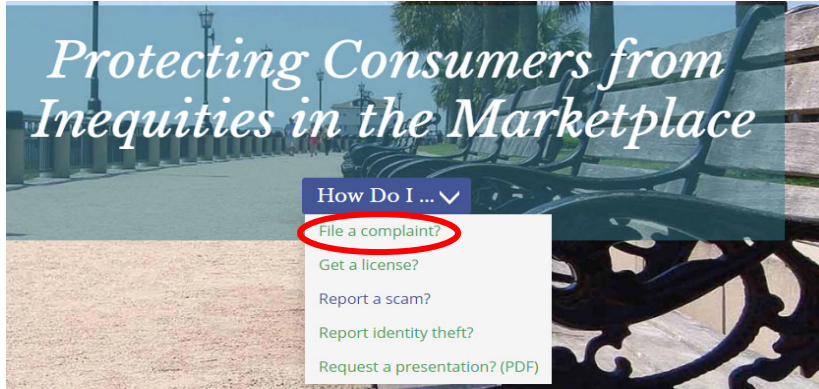 Protecting Consumers from
Inequities in the Marketplace
How Do I ...
File a complaint?
Get a license?
Report a scam?
Report identity theft?
Request a presentation? (PDF)